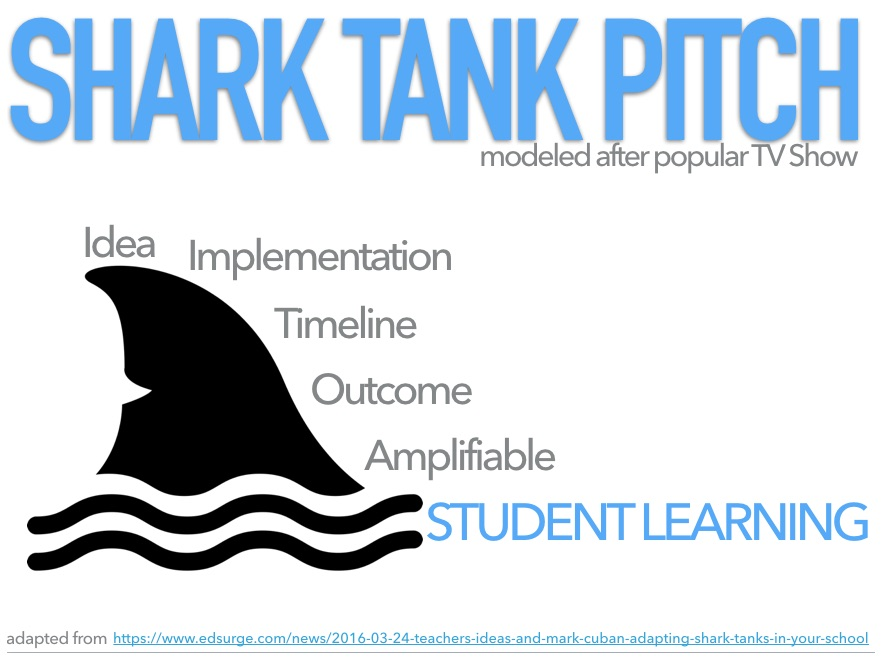 SHARK TANK PITCH
modeled after popular TV Show
Idea
Implementation
Timeline
Outcome
Amplifiable
STUDENT LEARNING
adapted from https://www.edsurge.com/news/2016-03-24-teachers-ideas-and-mark-cuban-adapting-shark-tanks-in-your-school